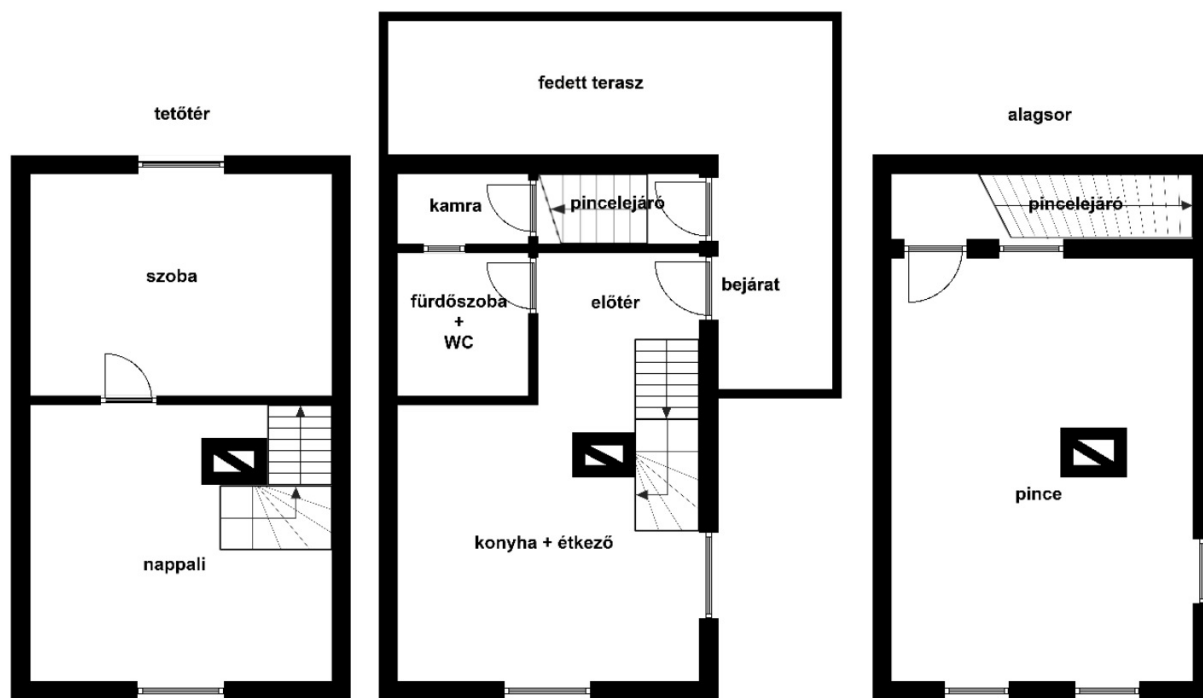 tetőtér
szoba
nappali
fedett terasz
kamra
pincelejáró
fürdőszoba
+
WC
előtér
bejárat
konyha + étkező
alagsor
pincelejáró
pince